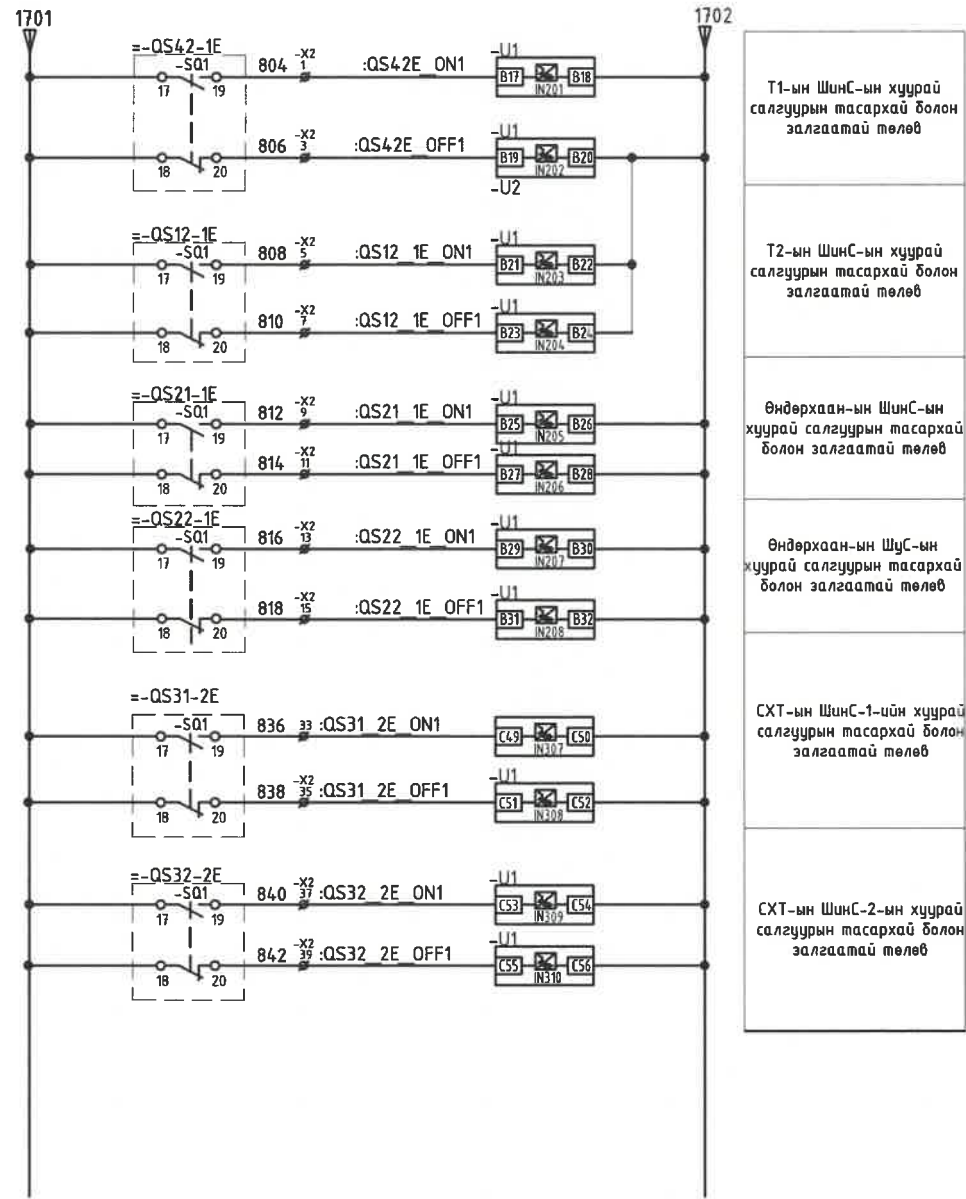 1701
1702
=-QS42-1E
-SQ1
17
19
804
-X2
1
:QS42E_ON1
-U1
B17
B18
IN201
18
20
806
-X2
3
:QS42E_OFF1
-U1
B19
B20
IN202
-U2
Т1-ын ШинС-ын хуурай
салгуурын тасархай болон
залгаатай төлөв
=-QS12-1E
-SQ1
17
19
808
-X2
5
:QS12_1E_ON1
-U1
B21
B22
IN203
18
20
810
-X2
7
:QS12_1E_OFF1
-U1
B23
B24
IN204
Т2-ын ШинС-ын хуурай
салгуурын тасархай болон
залгаатай төлөв
=-QS21-1E
-SQ1
17
19
812
-X2
9
:QS21_1E_ON1
-U1
B25
B26
IN205
18
20
814
-X2
11
:QS21_1E_OFF1
-U1
B27
B28
IN206
Өндөрхаан-ын ШинС-ын
хуурай салгуурын тасархай
болон залгаатай төлөв
=-QS22-1E
-SQ1
17
19
816
-X2
13
:QS22_1E_ON1
-U1
B29
B30
IN207
18
20
818
-X2
15
:QS22_1E_OFF1
-U1
B31
B32
IN208
Өндөрхаан-ын ШуС-ын
хуурай салгуурын тасархай
болон залгаатай төлөв
=-QS31-2E
-SQ1
17
19
836
33
:QS31_2E_ON1
C49
C50
IN307
18
20
838
-X2
35
:QS31_2E_OFF1
-U1
C51
C52
IN308
СХТ-ын ШинС-1-ийн хуурай
салгуурын тасархай болон
залгаатай төлөв
=-QS32-2E
-SQ1
17
19
840
-X2
37
:QS32_2E_ON1
-U1
C53
C54
IN309
18
20
842
-X2
39
:QS32_2E_OFF1
-U1
C55
C56
IN310
СХТ-ын ШинС-2-ын хуурай
салгуурын тасархай болон
залгаатай төлөв